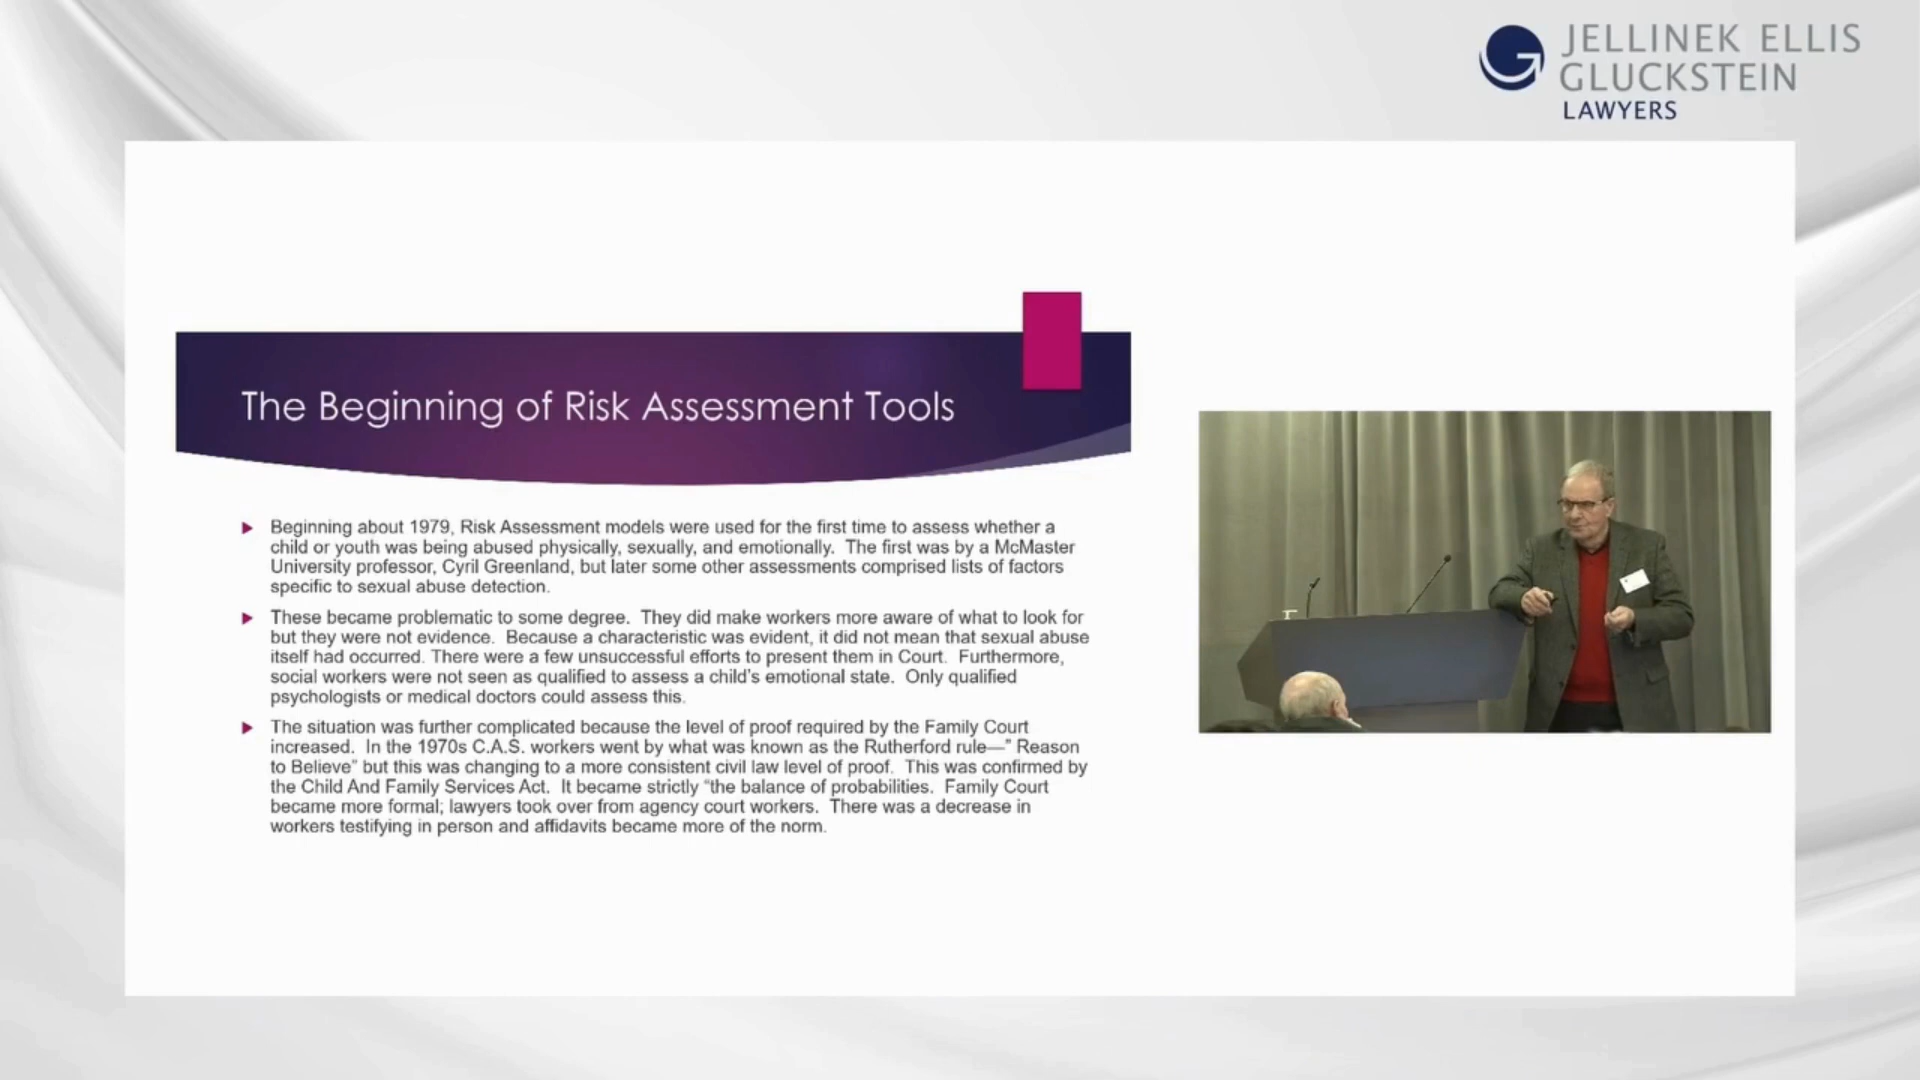 JELLINEK ELLIS
GLUCKSTEIN
LAWYERS
The Beginning of Risk Assessment Tools
Beginning about 1979, Risk Assessment models were used for the first time to assess whether a
child or youth was being abused physically, sexually, and emotionally.  The first was by a McMaster
University professor, Cyril Greenland, but later some other assessments comprised lists of factors
specific to sexual abuse detection.
These became problematic to some degree.  They did make workers more aware of what to look for
but they were not evidence.  Because a characteristic was evident, it did not mean that sexual abuse
itself had occurred. There were a few unsuccessful efforts to present them in Court.  Furthermore,
social workers were not seen as qualified to assess a child's emotional state.  Only qualified
psychologists or medical doctors could assess this.
The situation was further complicated because the level of proof required by the Family Court
increased.  In the 1970s C.A.S. workers went by what was known as the Rutherford rule—" Reason
to Believe" but this was changing to a more consistent civil law level of proof.  This was confirmed by
the Child And Family Services Act.  It became strictly "the balance of probabilities.  Family Court
became more formal; lawyers took over from agency court workers.  There was a decrease in
workers testifying in person and affidavits became more of the norm.